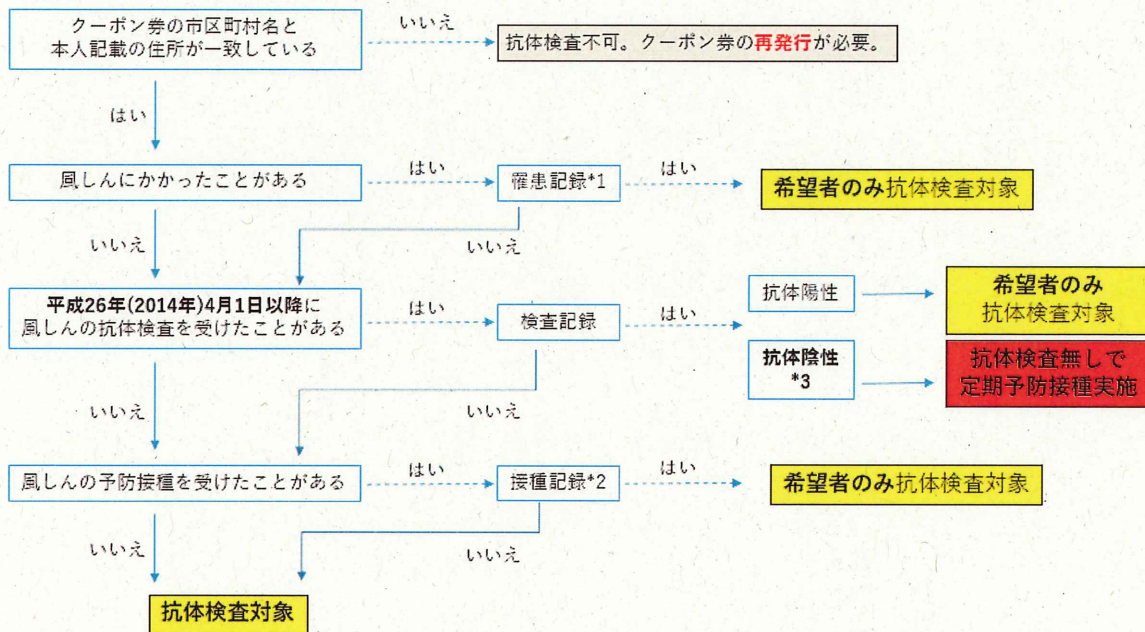 クーポン券の市区町村名と
本人記載の住所が一致している
いいえ
抗体検査不可。クーポン券の再発行が必要。
はい
風しんにかかったことがある
はい
罹患記録*1
はい
希望者のみ抗体検査対象
いいえ
いいえ
平成26年(2014年)4月1日以降に
風しんの抗体検査を受けたことがある
はい
検査記録
はい
抗体陽性
希望者のみ
抗体検査対象
抗体陰性
*3
抗体検査無しで
定期予防接種実施
いいえ
いいえ
風しんの予防接種を受けたことがある
はい
接種記録*2
はい
希望者のみ抗体検査対象
いいえ
いいえ
抗体検査対象